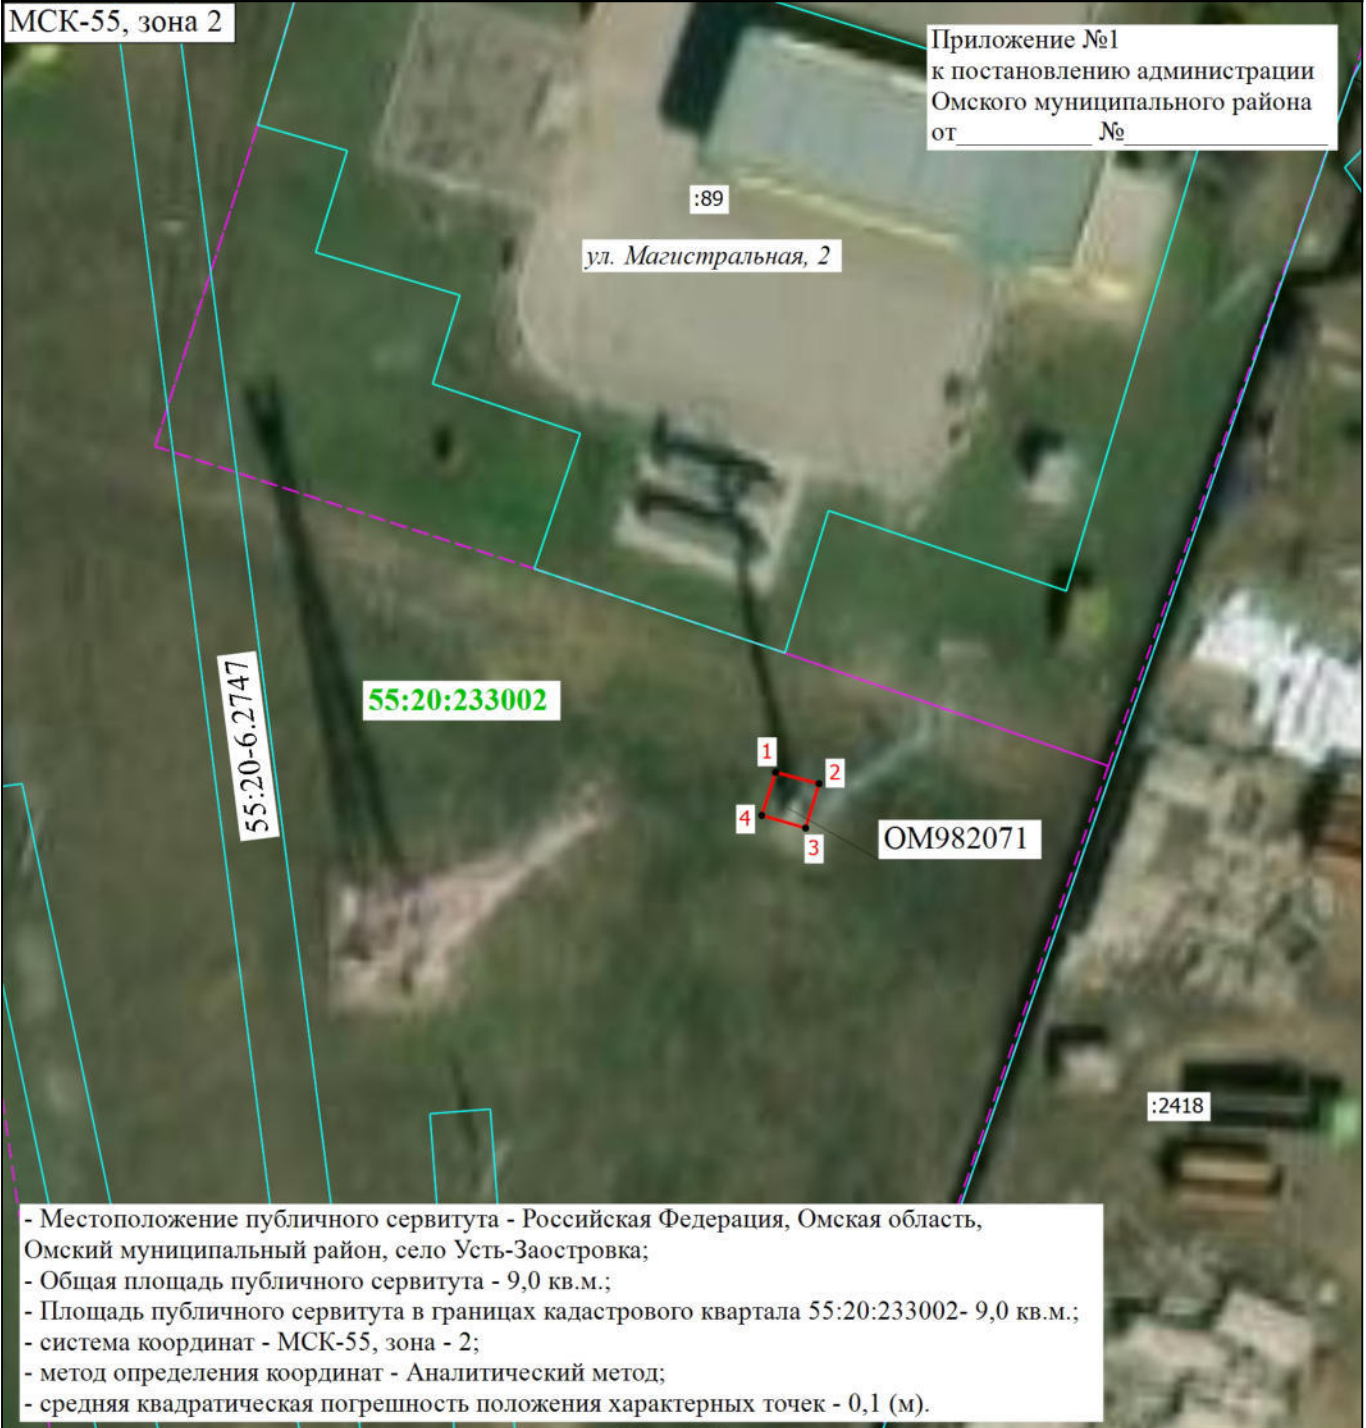 МСК-55, зона 2
Приложение №1
к постановлению администрации
Омского муниципального района
от__________ №_______________
:89
ул. Магистральная, 2
55:20-6.2747
55:20:233002
1
2
4
3
ОМ982071
:2418
- Местоположение публичного сервитута - Российская Федерация, Омская область,
Омский муниципальный район, село Усть-Заостровка;
- Общая площадь публичного сервитута - 9,0 кв.м.;
- Площадь публичного сервитута в границах кадастрового квартала 55:20:233002- 9,0 кв.м.;
- система координат - МСК-55, зона - 2;
- метод определения координат - Аналитический метод;
- средняя квадратическая погрешность положения характерных точек - 0,1 (м).